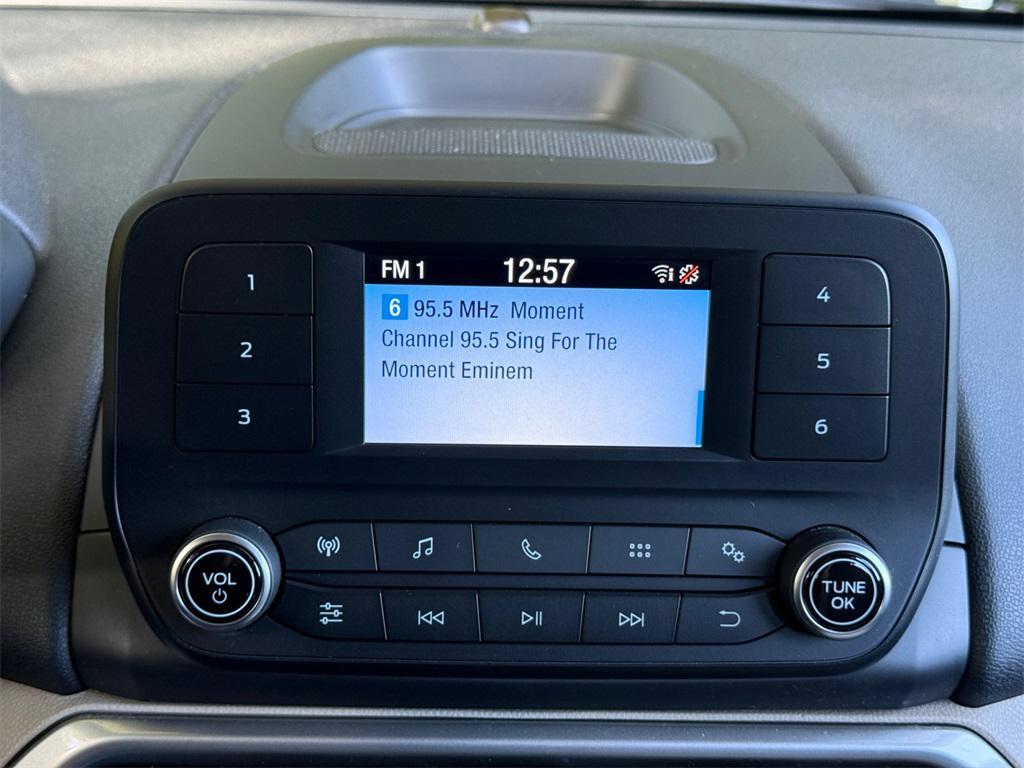 FM 1 12:57
6 95.5 MHz Moment
Channel 95.5 Sing For The
Moment Eminem
1
2
3
4
5
6
VOL
TUNE
OK